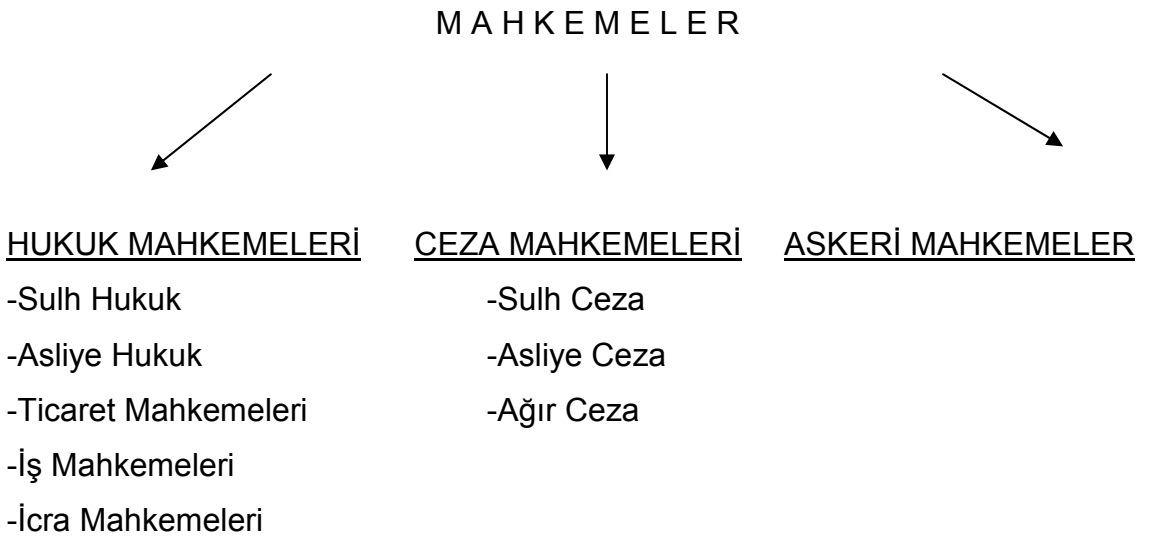 M A H K E M E L E R
HUKUK MAHKEMELERİ CEZA MAHKEMELERİ ASKERİ MAHKEMELER
-Sulh Hukuk -Sulh Ceza
-Asliye Hukuk -Asliye Ceza
-Ticaret Mahkemeleri -Ağır Ceza
-İş Mahkemeleri
-İcra Mahkemeleri